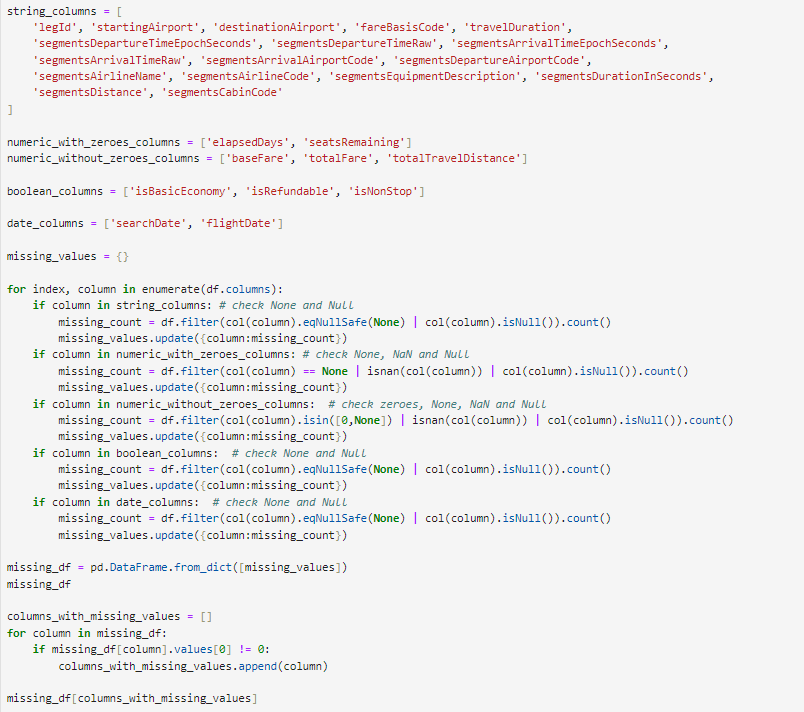 string_columns = [
    'legId', 'startingAirport', 'destinationAirport', 'fareBasisCode', 'travelDuration',
    'segmentsDepartureTimeEpochSeconds', 'segmentsDepartureTimeRaw', 'segmentsArrivalTimeEpochSeconds',
    'segmentsArrivalTimeRaw', 'segmentsArrivalAirportCode', 'segmentsDepartureAirportCode',
    'segmentsAirlineName', 'segmentsAirlineCode', 'segmentsEquipmentDescription', 'segmentsDurationInSeconds',
    'segmentsDistance', 'segmentsCabinCode'
]

numeric_with_zeroes_columns = ['elapsedDays', 'seatsRemaining']
numeric_without_zeroes_columns = ['baseFare', 'totalFare', 'totalTravelDistance']

boolean_columns = ['isBasicEconomy', 'isRefundable', 'isNonStop']

date_columns = ['searchDate', 'flightDate']

missing_values = {}

for index, column in enumerate(df.columns):
    if column in string_columns: # check None and Null
        missing_count = df.filter(col(column).eqNullSafe(None) | col(column).isNull()).count()
        missing_values.update({column:missing_count})
    if column in numeric_with_zeroes_columns: # check None, NaN and Null
        missing_count = df.filter(col(column) == None | isnan(col(column)) | col(column).isNull()).count()
        missing_values.update({column:missing_count})
    if column in numeric_without_zeroes_columns:  # check zeroes, None, NaN and Null
        missing_count = df.filter(col(column).isin([0,None]) | isnan(col(column)) | col(column).isNull()).count()
        missing_values.update({column:missing_count})
    if column in boolean_columns:  # check None and Null
        missing_count = df.filter(col(column).eqNullSafe(None) | col(column).isNull()).count()
        missing_values.update({column:missing_count})
    if column in date_columns:  # check None and Null
        missing_count = df.filter(col(column).eqNullSafe(None) | col(column).isNull()).count()
        missing_values.update({column:missing_count})

missing_df = pd.DataFrame.from_dict([missing_values])
missing_df

columns_with_missing_values = []
for column in missing_df:
    if missing_df[column].values[0] != 0:
        columns_with_missing_values.append(column)

missing_df[columns_with_missing_values]